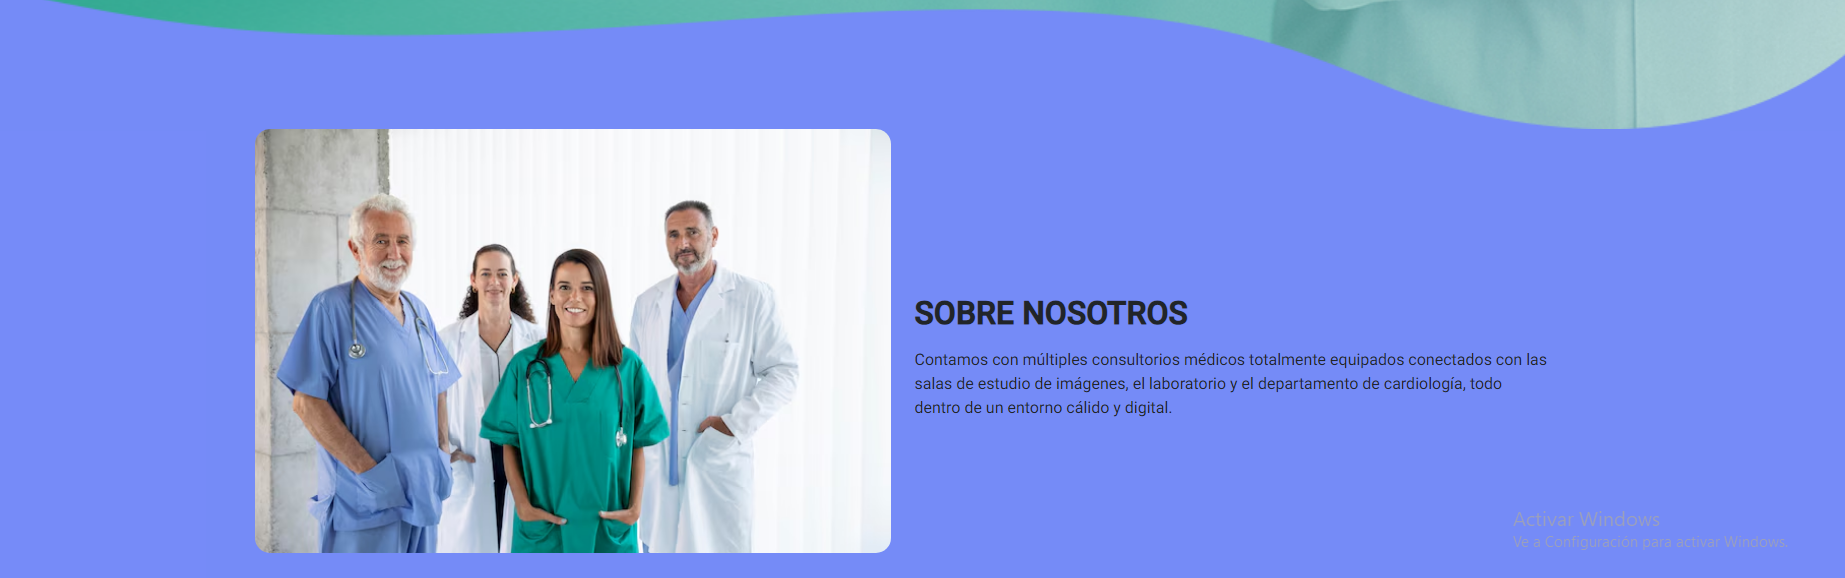 SOBRE NOSOTROS
Contamos con múltiples consultorios médicos totalmente equipados conectados con las
salas de estudio de imágenes, el laboratorio y el departamento de cardiología, todo
dentro de un entorno cálido y digital.
Activar Windows
Ve a Configuración para activar Windows.